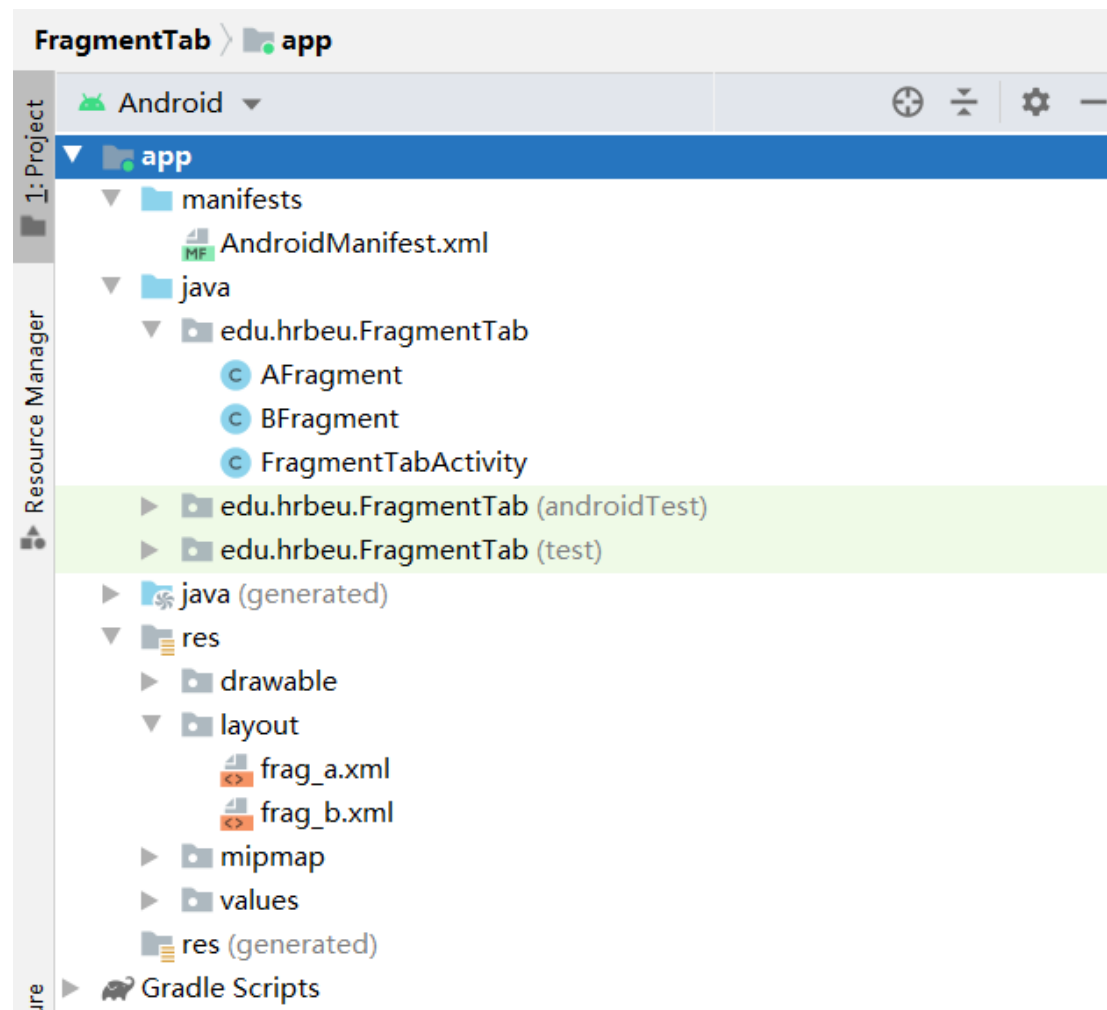 FragmentTab app
1: Project
Android
app
manifests
MF AndroidManifest.xml
java
edu.hrbeu.FragmentTab
C AFragment
C BFragment
C FragmentTabActivity
Resource Manager
edu.hrbeu.FragmentTab (androidTest)
edu.hrbeu.FragmentTab (test)
java (generated)
res
drawable
layout
<> frag_a.xml
<> frag_b.xml
mipmap
values
res (generated)
Gradle Scripts
ure